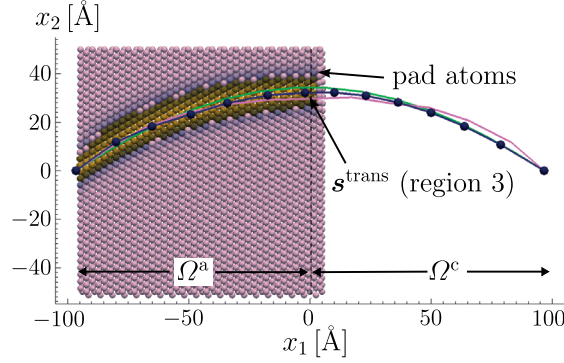 x₂ [Å]
40
20
0
−20
−40
pad atoms
s^trans (region 3)
Ω^a
Ω^c
−100
−50
0
50
100
x₁ [Å]